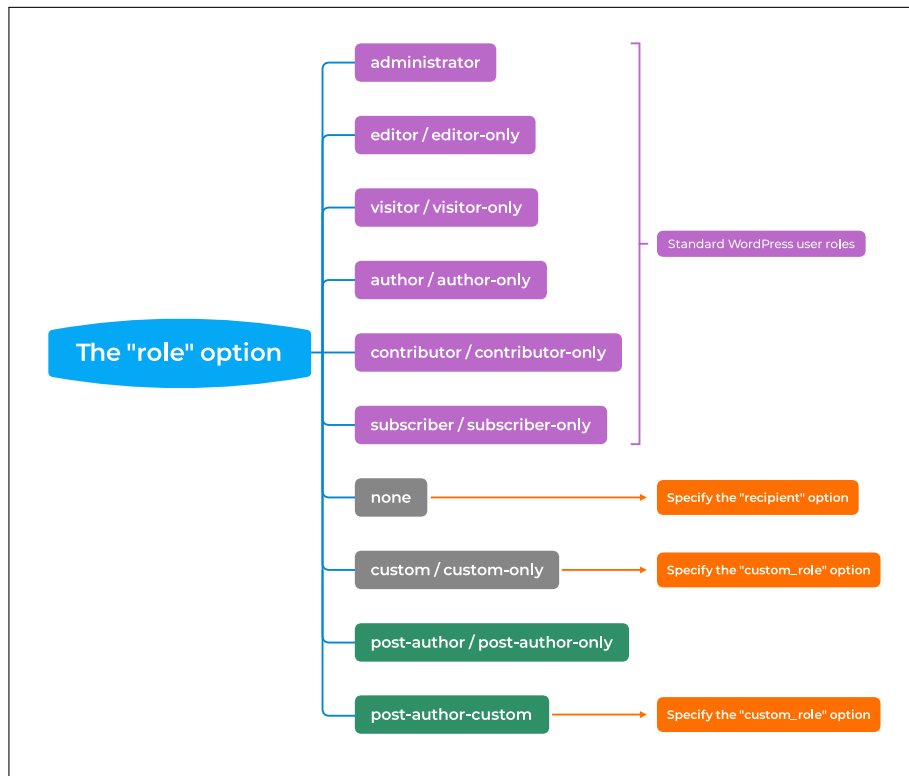 administrator
editor / editor-only
visitor / visitor-only
Standard WordPress user roles
author / author-only
The "role" option
contributor / contributor-only
subscriber / subscriber-only
none
Specify the "recipient" option
custom / custom-only
Specify the "custom_role" option
post-author / post-author-only
post-author-custom
Specify the "custom_role" option